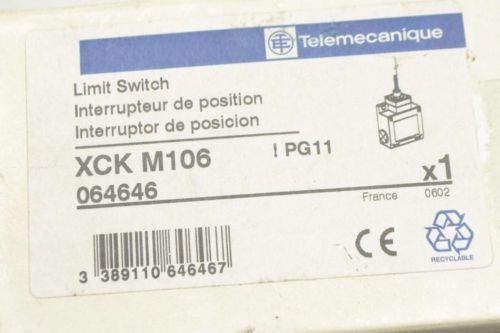 Telemecanique
Limit Switch
Interrupteur de position
Interruptor de posicion
XCK M106
! PG11
064646
x1
France 0602
3 389110 646467
CE
RECYCLABLE